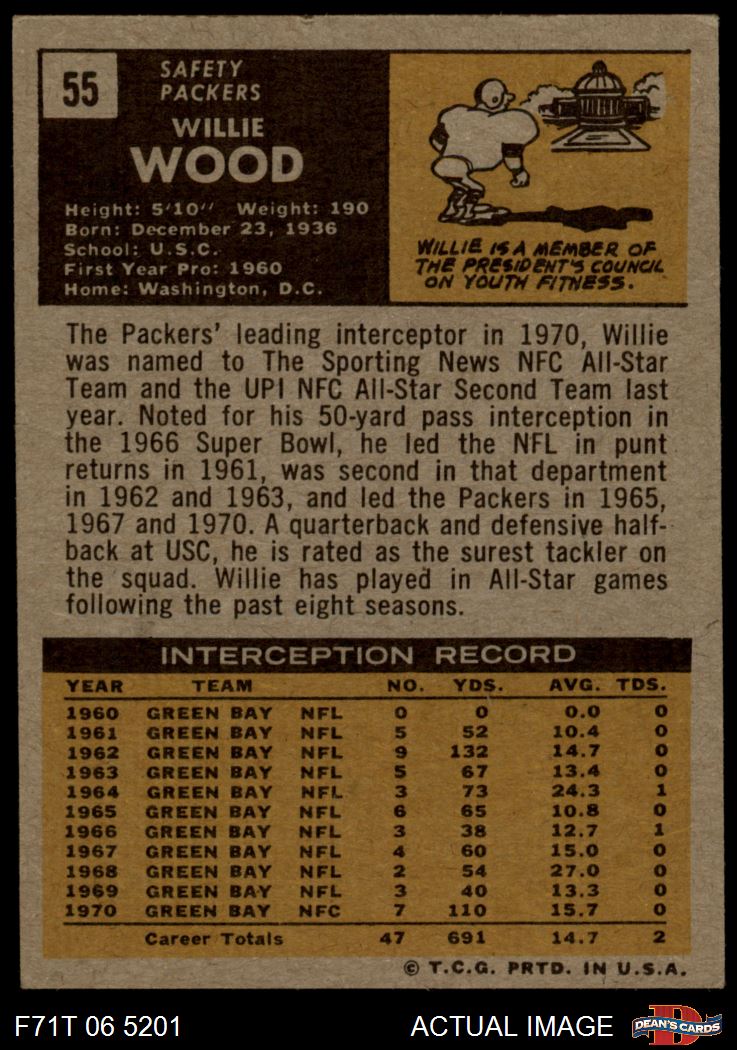 55
SAFETY
PACKERS
WILLIE
WOOD
Height: 5'10" Weight: 190
Born: December 23, 1936
School: U.S.C.
First Year Pro: 1960
Home: Washington, D.C.
WILLIE IS A MEMBER OF
THE PRESIDENT'S COUNCIL
ON YOUTH FITNESS.
The Packers' leading interceptor in 1970, Willie
was named to The Sporting News NFC All-Star
Team and the UPI NFC All-Star Second Team last
year. Noted for his 50-yard pass interception in
the 1966 Super Bowl, he led the NFL in punt
returns in 1961, was second in that department
in 1962 and 1963, and led the Packers in 1965,
1967 and 1970. A quarterback and defensive half-
back at USC, he is rated as the surest tackler on
the squad. Willie has played in All-Star games
following the past eight seasons.
INTERCEPTION RECORD
YEAR TEAM NO. YDS. AVG. TDS.
1960 GREEN BAY NFL 0 0 0.0 0
1961 GREEN BAY NFL 5 52 10.4 0
1962 GREEN BAY NFL 9 132 14.7 0
1963 GREEN BAY NFL 5 67 13.4 0
1964 GREEN BAY NFL 3 73 24.3 1
1965 GREEN BAY NFL 6 65 10.8 0
1966 GREEN BAY NFL 3 38 12.7 1
1967 GREEN BAY NFL 4 60 15.0 0
1968 GREEN BAY NFL 2 54 27.0 0
1969 GREEN BAY NFL 3 40 13.3 0
1970 GREEN BAY NFC 7 110 15.7 0
Career Totals 47 691 14.7 2
© T.C.G. PRTD. IN U.S.A.
F71T 06 5201 ACTUAL IMAGE
DEAN'S CARDS